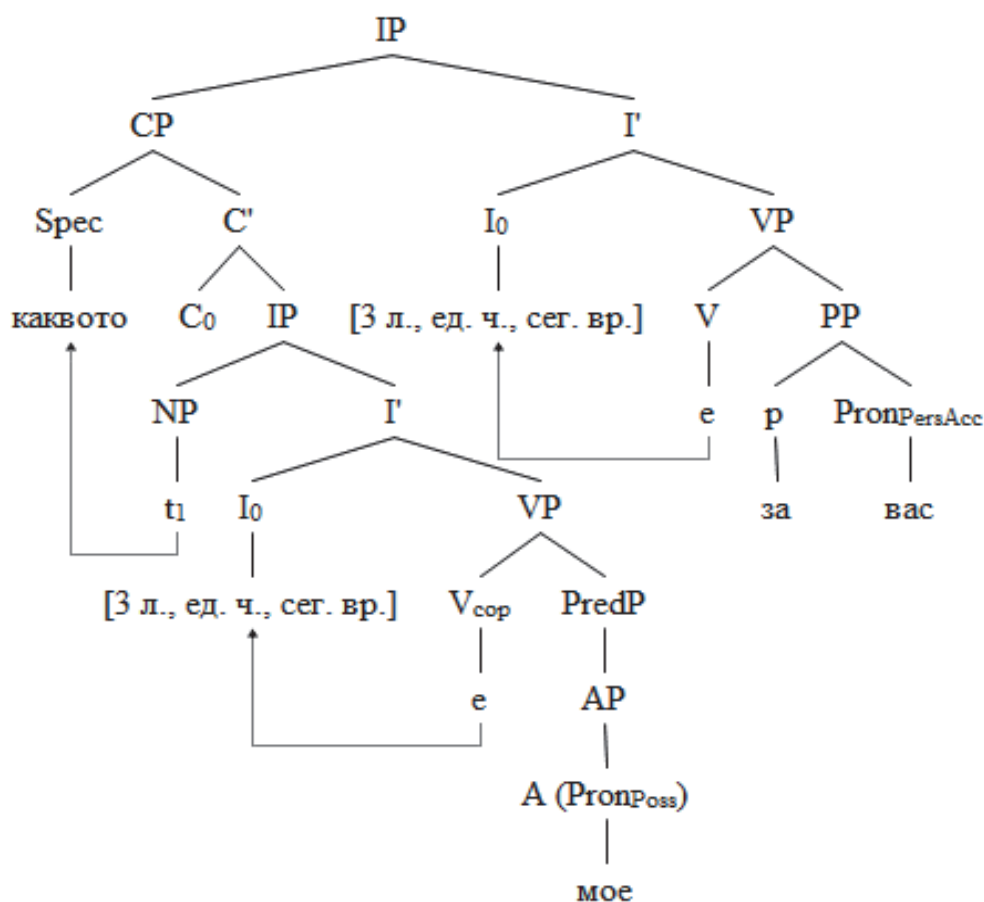 IP
CP I'
Spec C' I0 VP
каквото C0 IP [3 л., ед. ч., сег. вр.] V PP
NP I' е p PronPersAcc
t1 I0 VP за вас
[3 л., ед. ч., сег. вр.] Vcop PredP
е AP
A (PronPoss)
мое